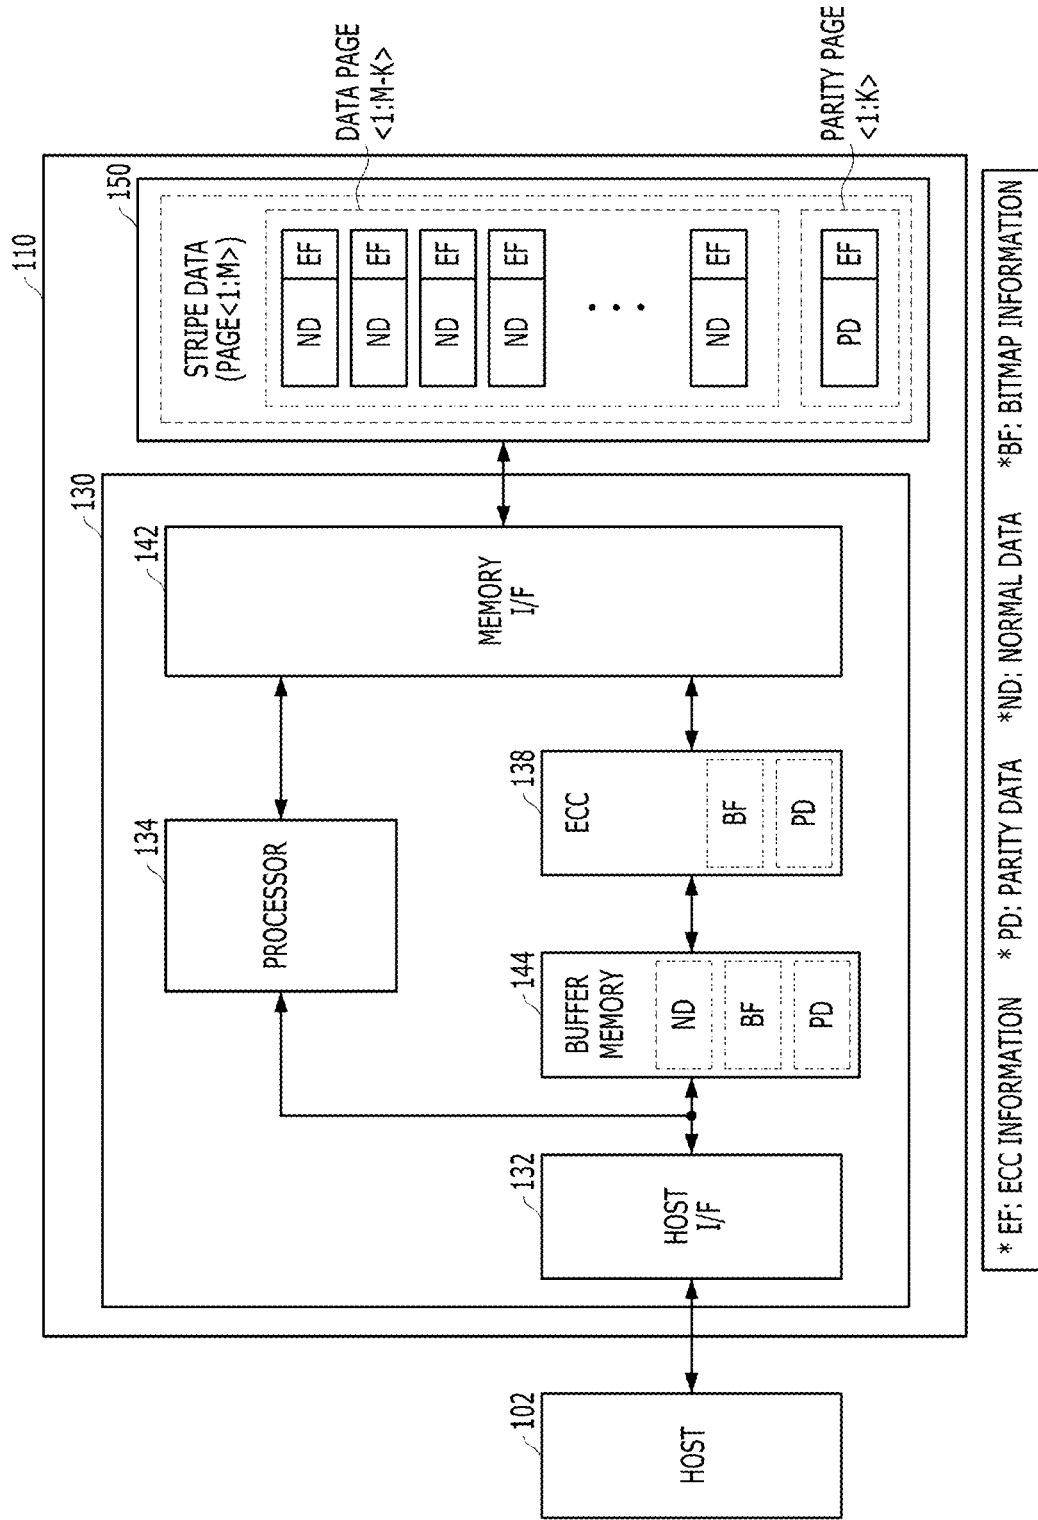 110
102
HOST
130
132
HOST
I/F
134
PROCESSOR
144
BUFFER
MEMORY
ND
BF
PD
138
ECC
BF
PD
142
MEMORY
I/F
150
STRIPE DATA
(PAGE<1:M>)
ND EF
ND EF
ND EF
ND EF
• • •
ND EF
PD EF
DATA PAGE
<1:M-K>
PARITY PAGE
<1:K>
* EF: ECC INFORMATION * PD: PARITY DATA *ND: NORMAL DATA *BF: BITMAP INFORMATION